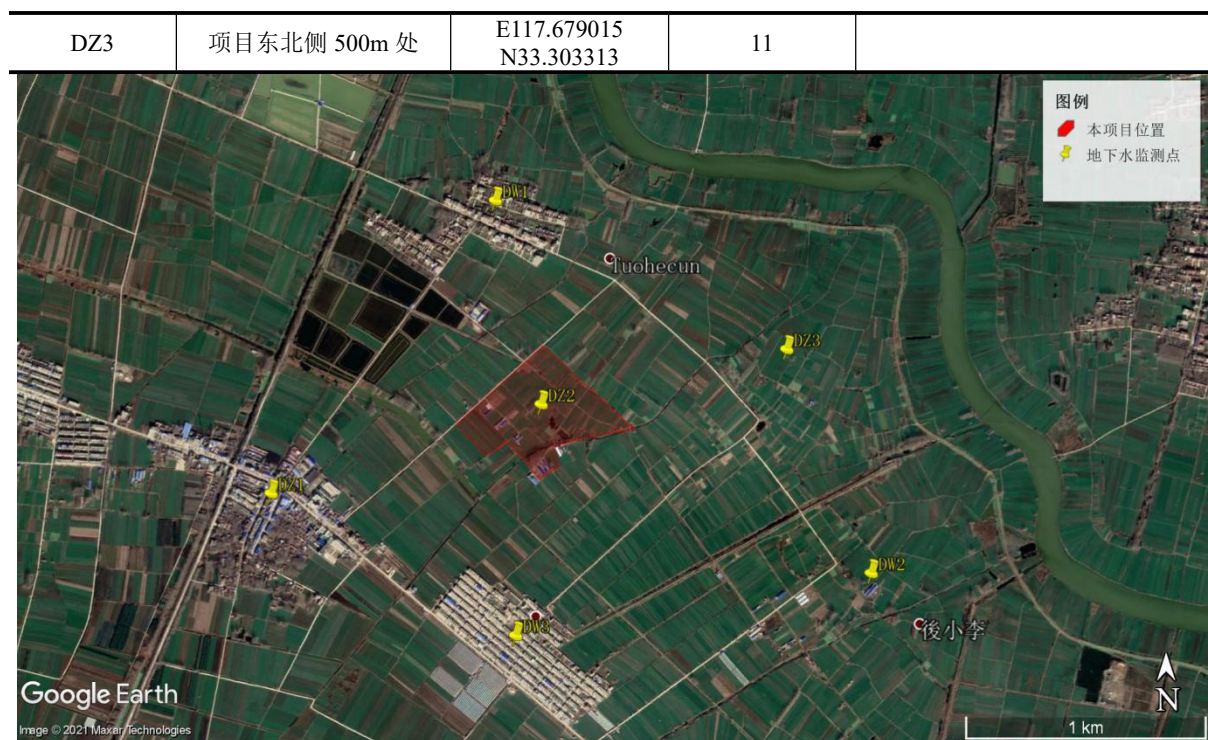 DZ3 项目东北侧 500m 处 E117.679015 11
N33.303313
图例
本项目位置
地下水监测点
DW1
Tuohecun
DZ3
DZ2
DZ1
DW2
DW3
後小李
Google Earth
N
Image © 2021 Maxar Technologies
1 km